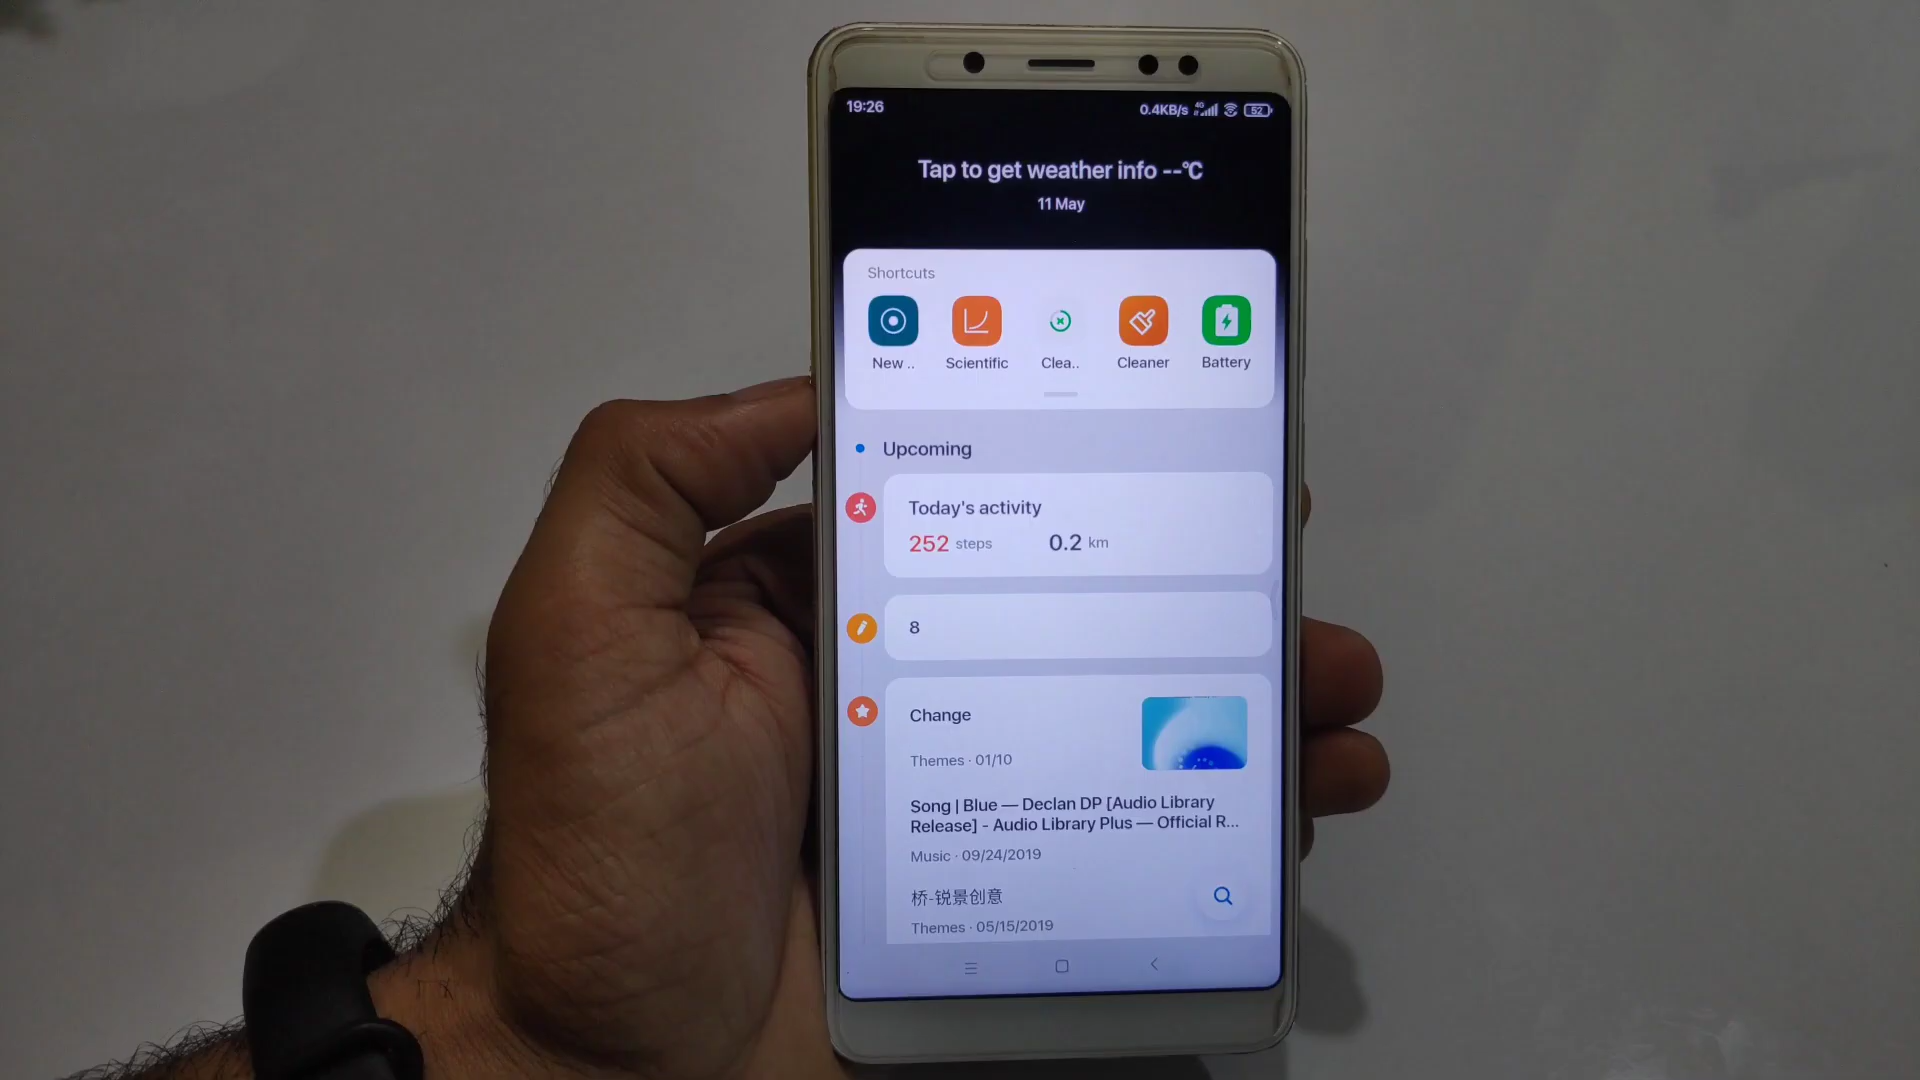 19:26
0.4KB/s 4G 52
Tap to get weather info --°C
11 May
Shortcuts
New ..
Scientific
Clea..
Cleaner
Battery
Upcoming
Today's activity
252 steps 0.2 km
8
Change
Themes · 01/10
Song | Blue — Declan DP [Audio Library
Release] - Audio Library Plus — Official R...
Music · 09/24/2019
桥-锐景创意
Themes · 05/15/2019